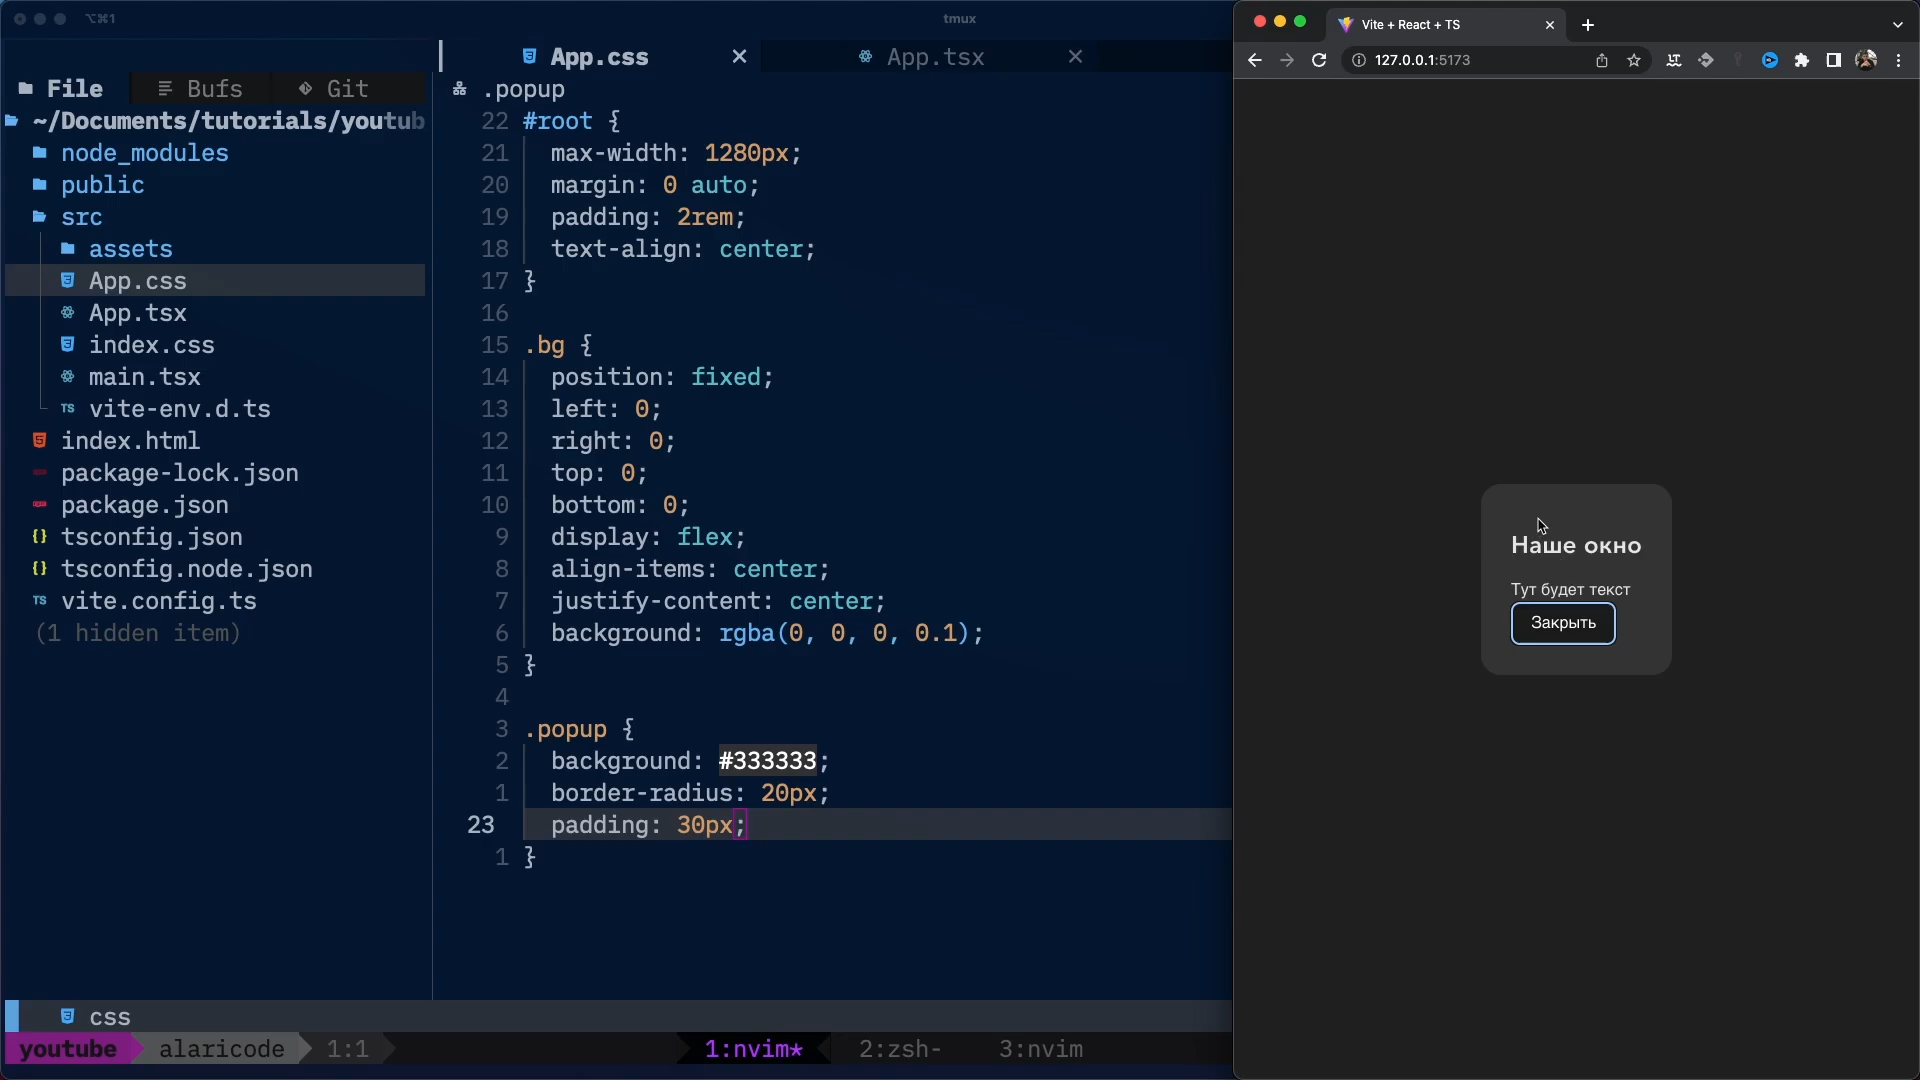 ⌥⌘1
tmux
File
Bufs
Git
~/Documents/tutorials/youtub
node_modules
public
src
assets
App.css
App.tsx
index.css
main.tsx
TS vite-env.d.ts
index.html
package-lock.json
package.json
{} tsconfig.json
{} tsconfig.node.json
TS vite.config.ts
(1 hidden item)
App.css
App.tsx
.popup
22 #root {
21 max-width: 1280px;
20 margin: 0 auto;
19 padding: 2rem;
18 text-align: center;
17 }
16
15 .bg {
14 position: fixed;
13 left: 0;
12 right: 0;
11 top: 0;
10 bottom: 0;
9 display: flex;
8 align-items: center;
7 justify-content: center;
6 background: rgba(0, 0, 0, 0.1);
5 }
4
3 .popup {
2 background: #333333;
1 border-radius: 20px;
23 padding: 30px;
1 }
css
youtube
alaricode
1:1
1:nvim*
2:zsh-
3:nvim
Vite + React + TS
127.0.0.1:5173
Наше окно
Тут будет текст
Закрыть